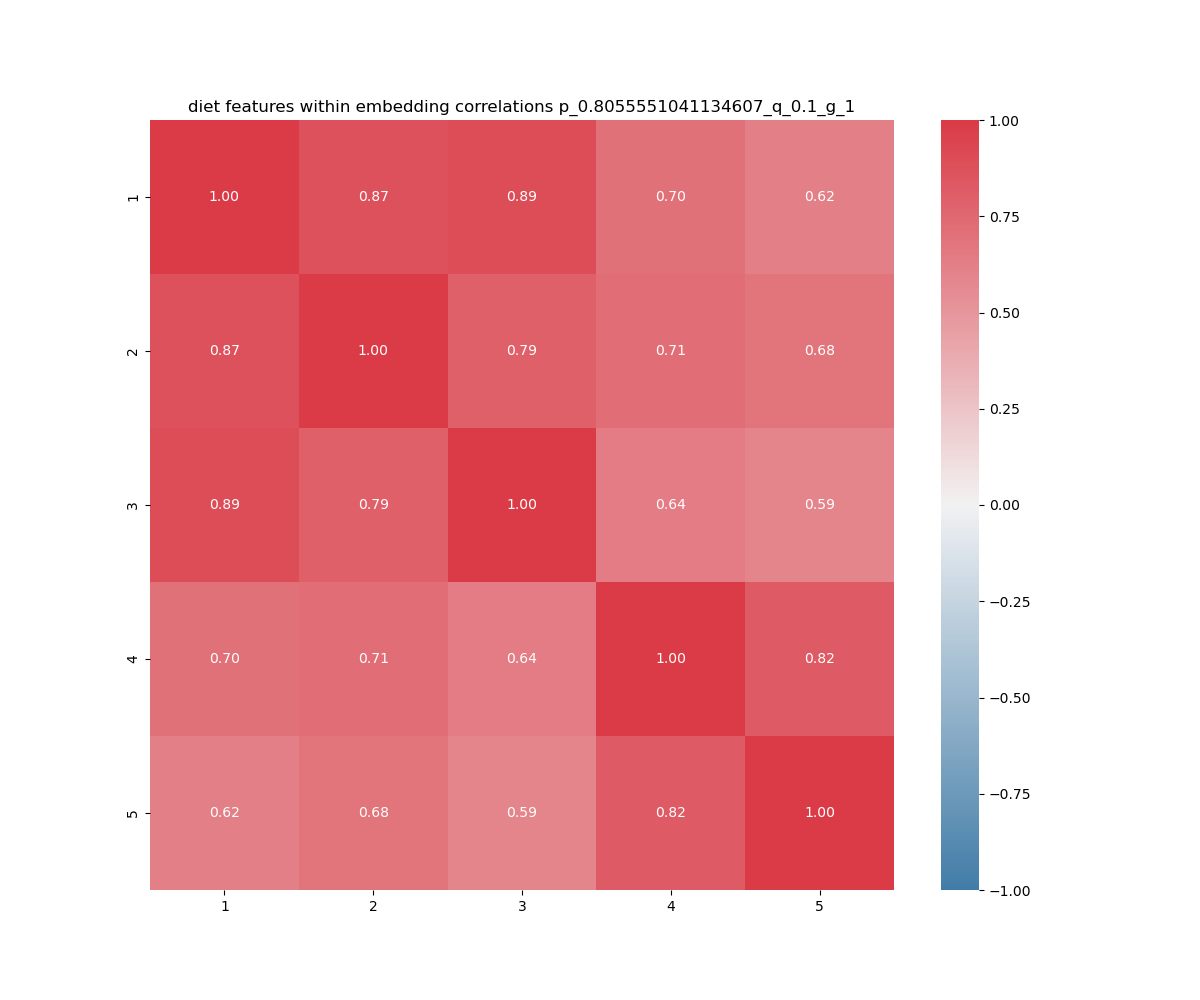 diet features within embedding correlations p_0.8055551041134607_q_0.1_g_1
1 1.00 0.87 0.89 0.70 0.62
2 0.87 1.00 0.79 0.71 0.68
3 0.89 0.79 1.00 0.64 0.59
4 0.70 0.71 0.64 1.00 0.82
5 0.62 0.68 0.59 0.82 1.00
1 2 3 4 5
1.00
0.75
0.50
0.25
0.00
−0.25
−0.50
−0.75
−1.00